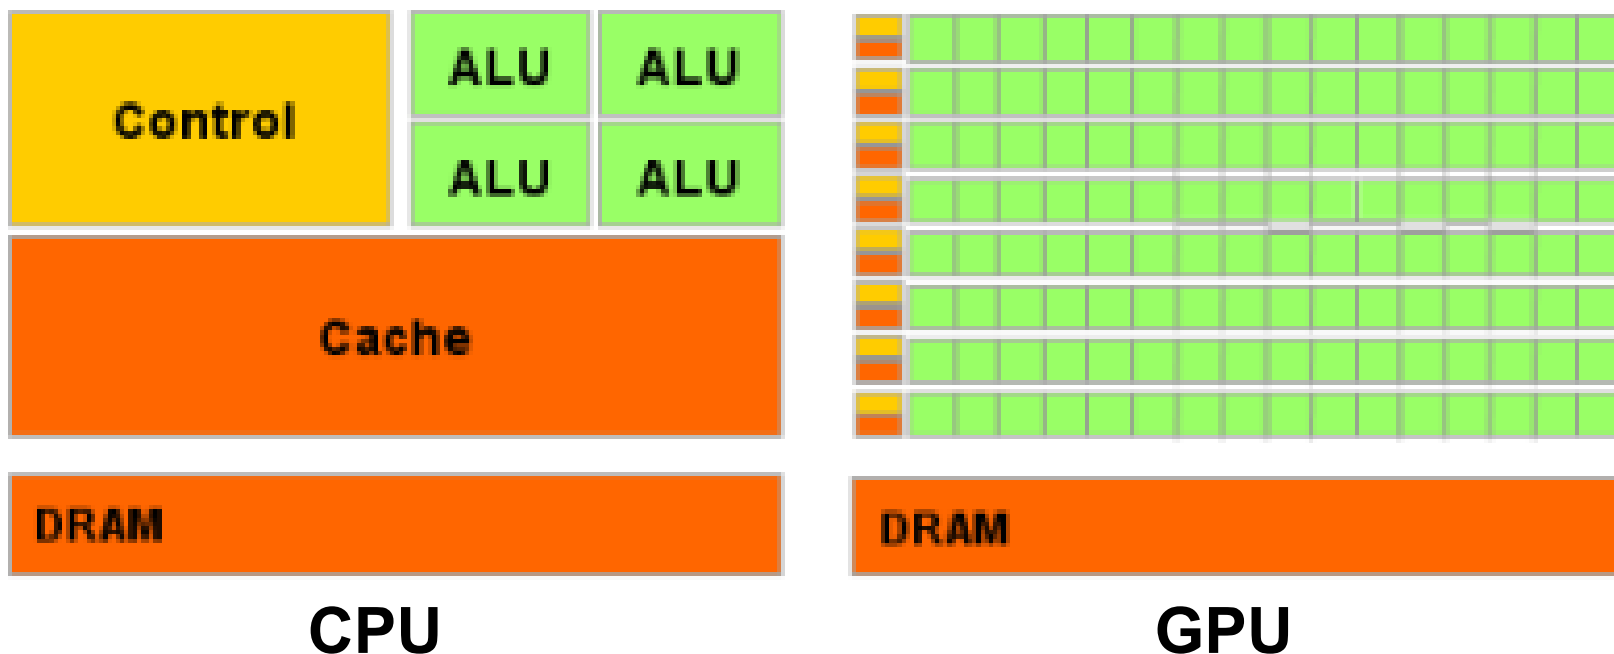 Control
ALU ALU
ALU ALU
Cache
DRAM
CPU
DRAM
GPU